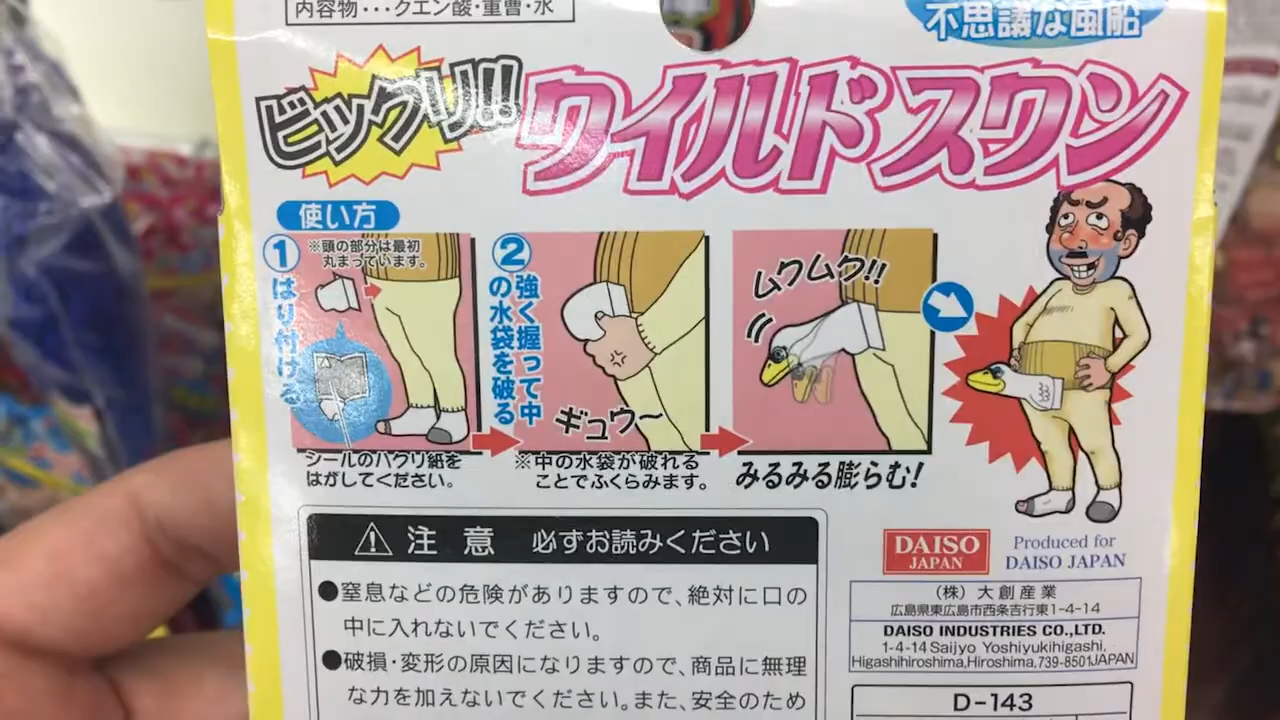 内容物・・・クエン酸・重曹・水
不思議な風船
ビックリ!!
ワイルドスワン
使い方
1
※頭の部分は最初
丸まっています。
はり付ける
シールのハクリ紙を
はがしてください。
2
強く握って中
の水袋を破る
ギュウ〜
※中の水袋が破れる
ことでふくらみます。
ムクムク!!
みるみる膨らむ!
注意 必ずお読みください
●窒息などの危険がありますので、絶対に口の
中に入れないでください。
●破損・変形の原因になりますので、商品に無理
な力を加えないでください。また、安全のため
DAISO
JAPAN
Produced for
DAISO JAPAN
(株)大創産業
広島県東広島市西条吉行東1-4-14
DAISO INDUSTRIES CO.,LTD.
1-4-14 Saijyo Yoshiyukihigashi,
Higashihiroshima,Hiroshima,739-8501JAPAN
D-143